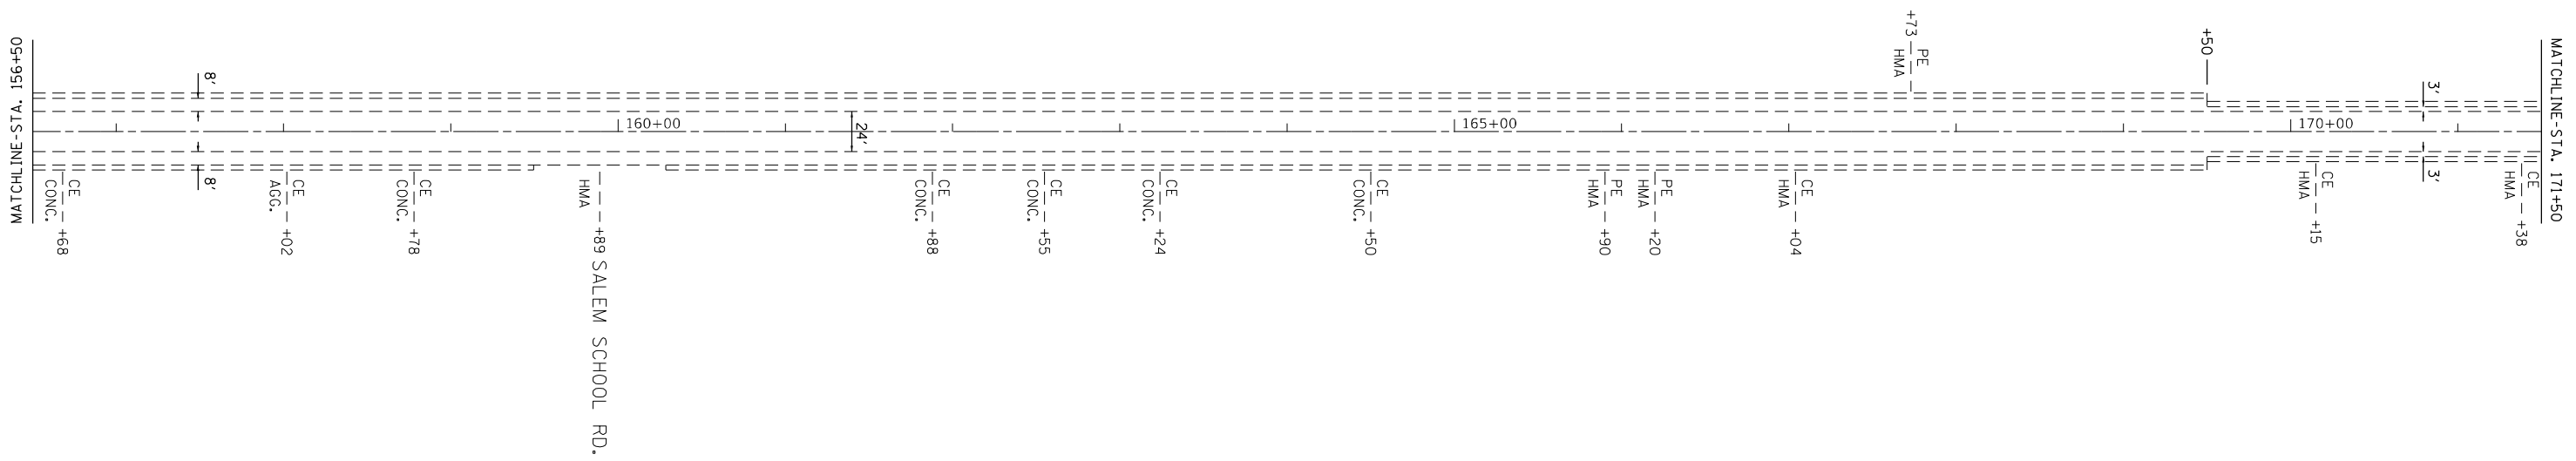 MATCHLINE-STA. 156+50
8'
8'
CE
CONC.
+68
CE
AGG.
+02
CE
CONC.
+78
HMA
+89 SALEM SCHOOL RD.
160+00
24'
CE
CONC.
+88
CE
CONC.
+55
CE
CONC.
+24
CE
CONC.
+50
165+00
PE
HMA
+90
PE
HMA
+20
CE
HMA
+04
+73
PE
HMA
+50
170+00
CE
HMA
+15
3'
3'
CE
HMA
+38
MATCHLINE-STA. 171+50